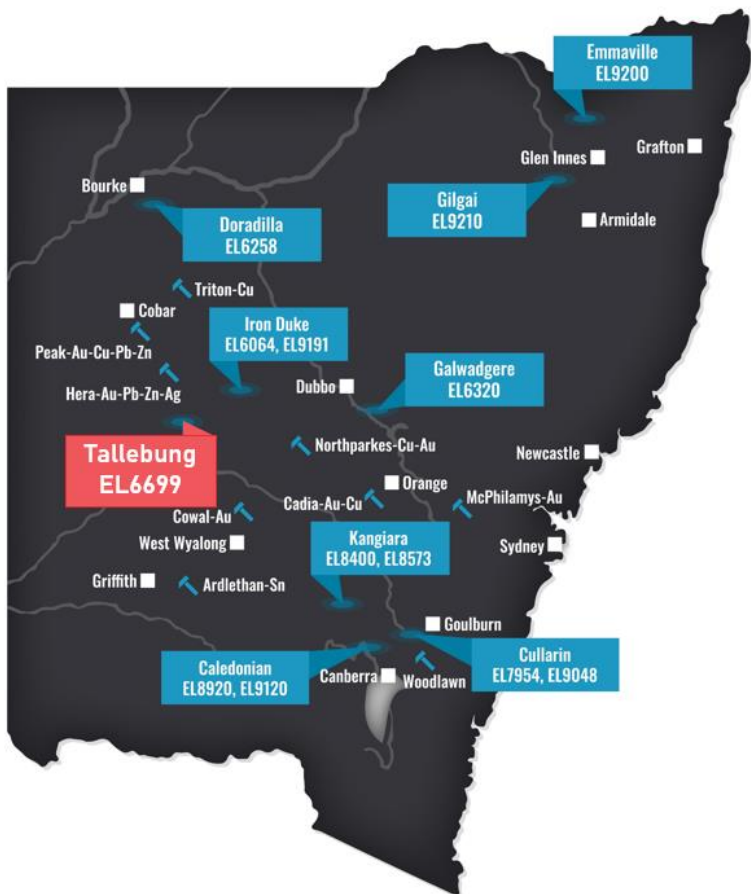 Emmaville
EL9200
Glen Innes
Grafton
Bourke
Gilgai
EL9210
Doradilla
EL6258
Armidale
Triton-Cu
Cobar
Iron Duke
EL6064, EL9191
Peak-Au-Cu-Pb-Zn
Galwadgere
EL6320
Dubbo
Hera-Au-Pb-Zn-Ag
Tallebung
EL6699
Northparkes-Cu-Au
Newcastle
Orange
Cadia-Au-Cu
McPhilamys-Au
Cowal-Au
West Wyalong
Kangiara
EL8400, EL8573
Sydney
Griffith
Ardlethan-Sn
Goulburn
Caledonian
EL8920, EL9120
Cullarin
EL7954, EL9048
Canberra
Woodlawn